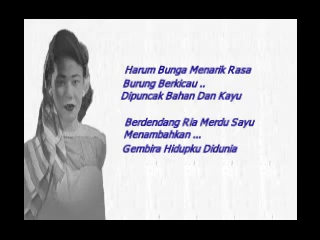 Harum Bunga Menarik Rasa
Burung Berkicau ..
Dipuncak Bahan Dan Kayu
Berdendang Ria Merdu Sayu
Menambahkan ...
Gembira Hidupku Didunia